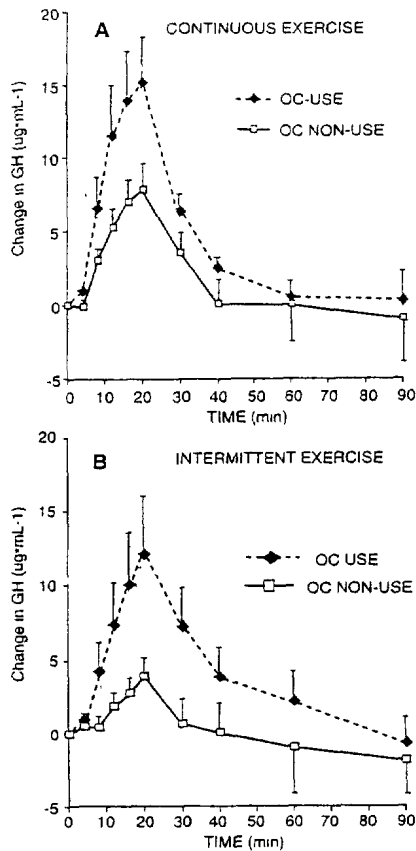 A CONTINUOUS EXERCISE
OC-USE
OC NON-USE
Change in GH (ug•mL-1)
20
15
10
5
0
-5
0 10 20 30 40 50 60 70 80 90
TIME (min)
B INTERMITTENT EXERCISE
OC USE
OC NON-USE
Change in GH (ug•mL-1)
20
10
5
0
-5
0 10 20 30 40 50 60 70 80 90
TIME (min)